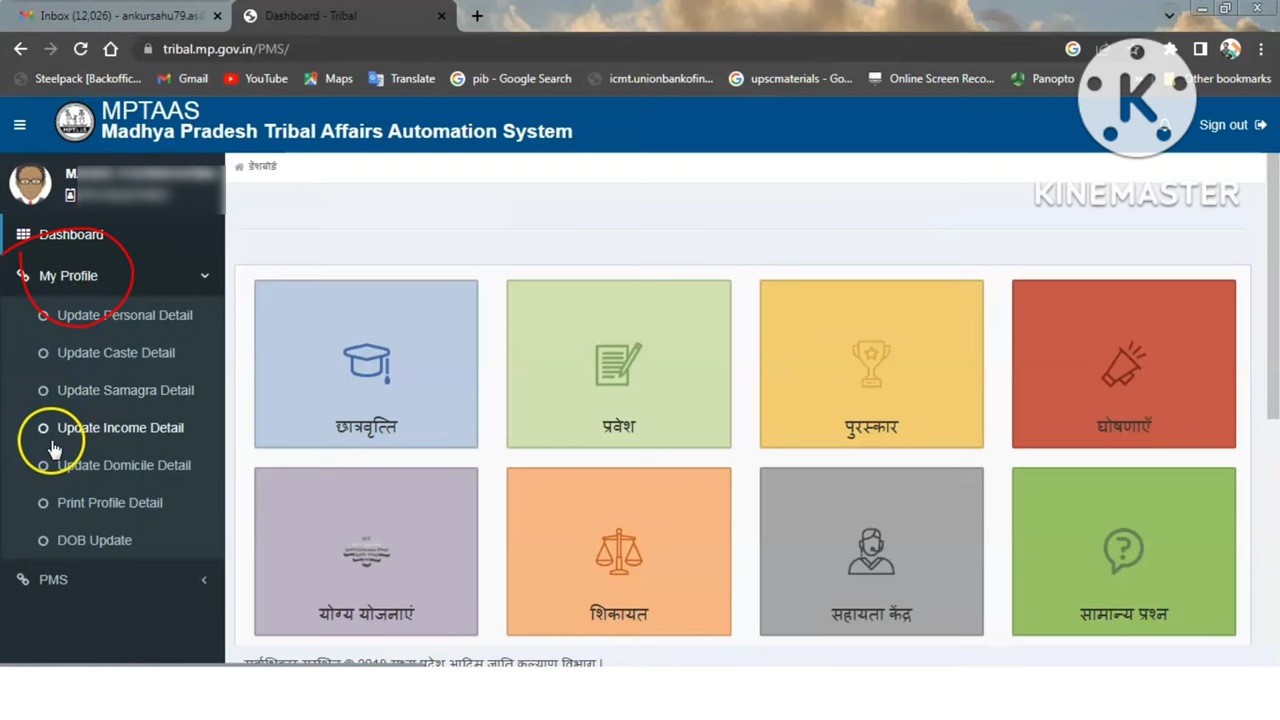 Inbox (12,026) - ankursahu79.as@
Dashboard - Tribal
tribal.mp.gov.in/PMS/
Steelpack [Backoffic...
Gmail
YouTube
Maps
Translate
pib - Google Search
icmt.unionbankofin...
upscmaterials - Go...
Online Screen Reco...
Panopto
Other bookmarks
MPTAAS
Madhya Pradesh Tribal Affairs Automation System
K
Sign out
KINEMASTER
डेशबोर्ड
Dashboard
My Profile
Update Personal Detail
Update Caste Detail
Update Samagra Detail
Update Income Detail
Update Domicile Detail
Print Profile Detail
DOB Update
PMS
छात्रवृत्ति
प्रवेश
पुरस्कार
घोषणाएँ
योग्य योजनाएं
शिकायत
सहायता केंद्र
सामान्य प्रश्न